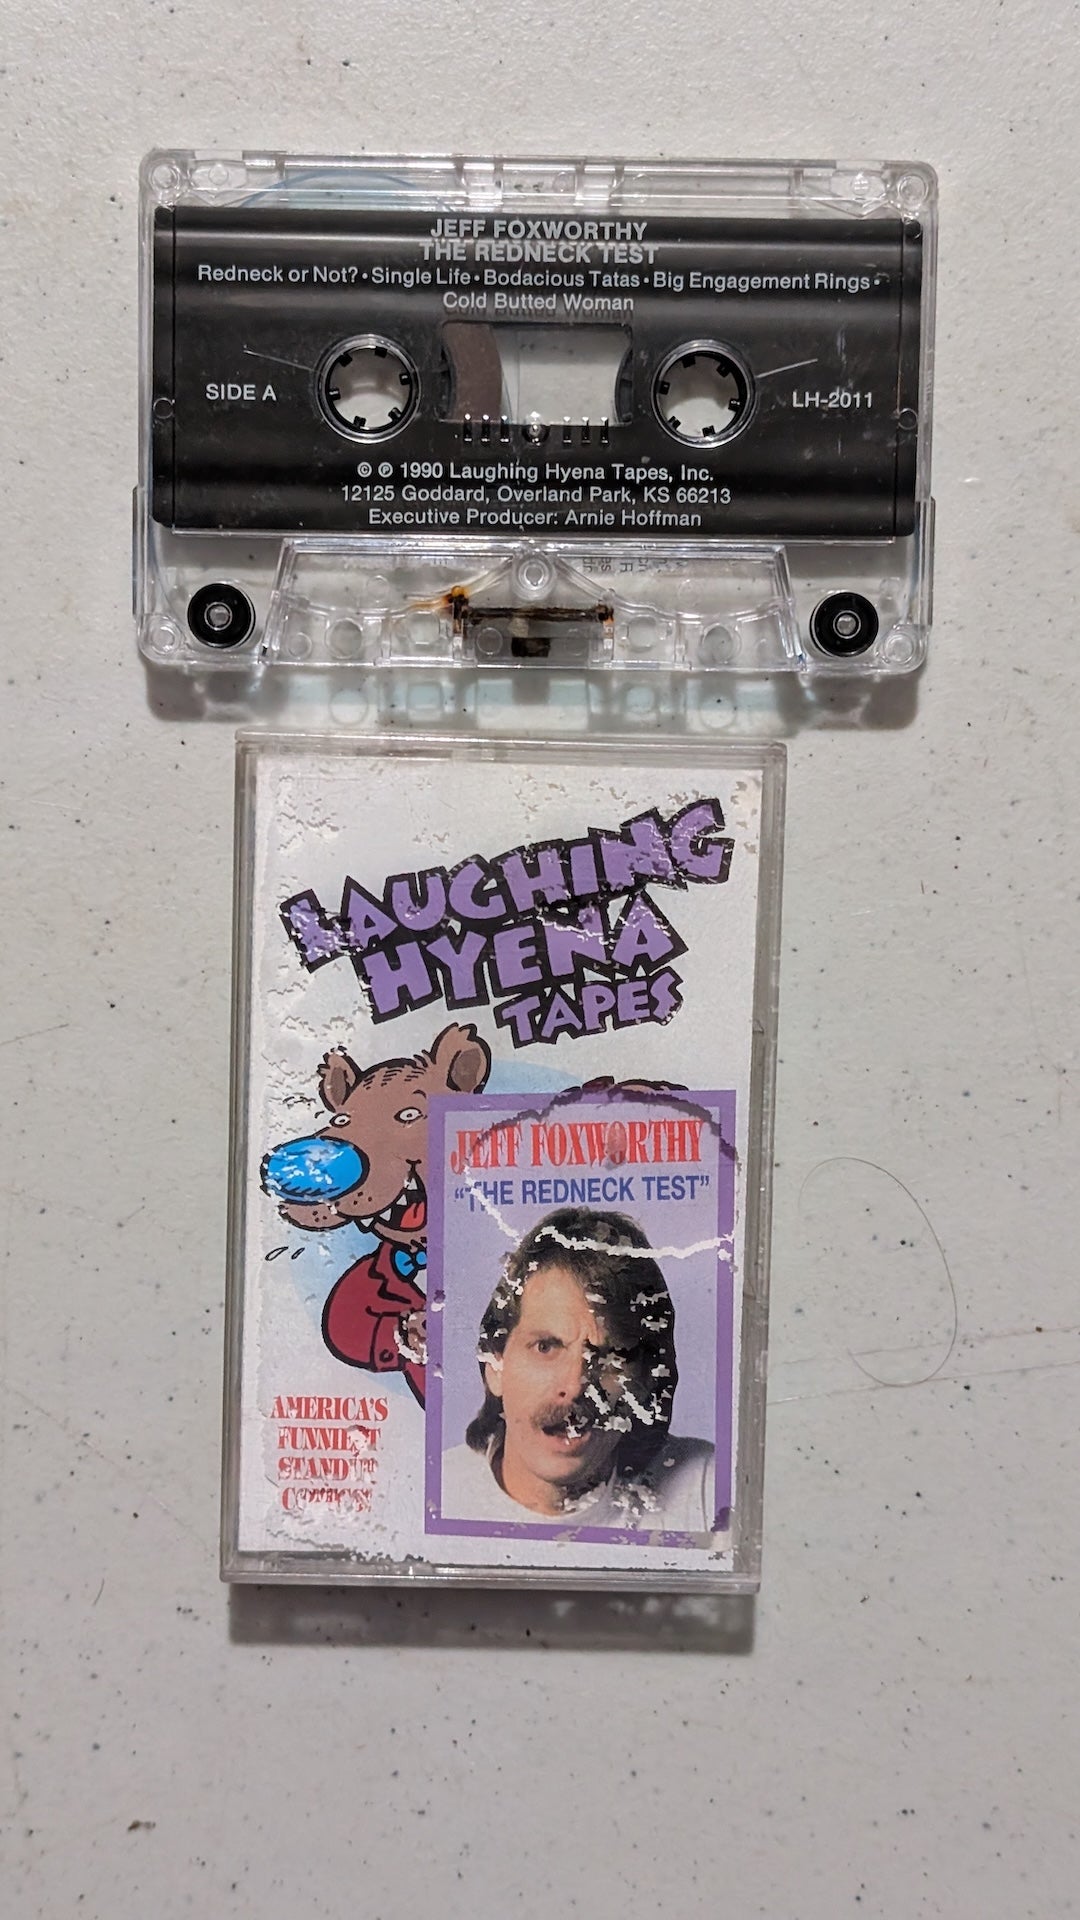 JEFF FOXWORTHY
THE REDNECK TEST
Redneck or Not? • Single Life • Bodacious Tatas • Big Engagement Rings •
Cold Butted Woman
SIDE A
LH-2011
© ℗ 1990 Laughing Hyena Tapes, Inc.
12125 Goddard, Overland Park, KS 66213
Executive Producer: Arnie Hoffman
LAUGHING
HYENA
TAPES
JEFF FOXWORTHY
"THE REDNECK TEST"
AMERICA'S
FUNNIEST
STANDUP